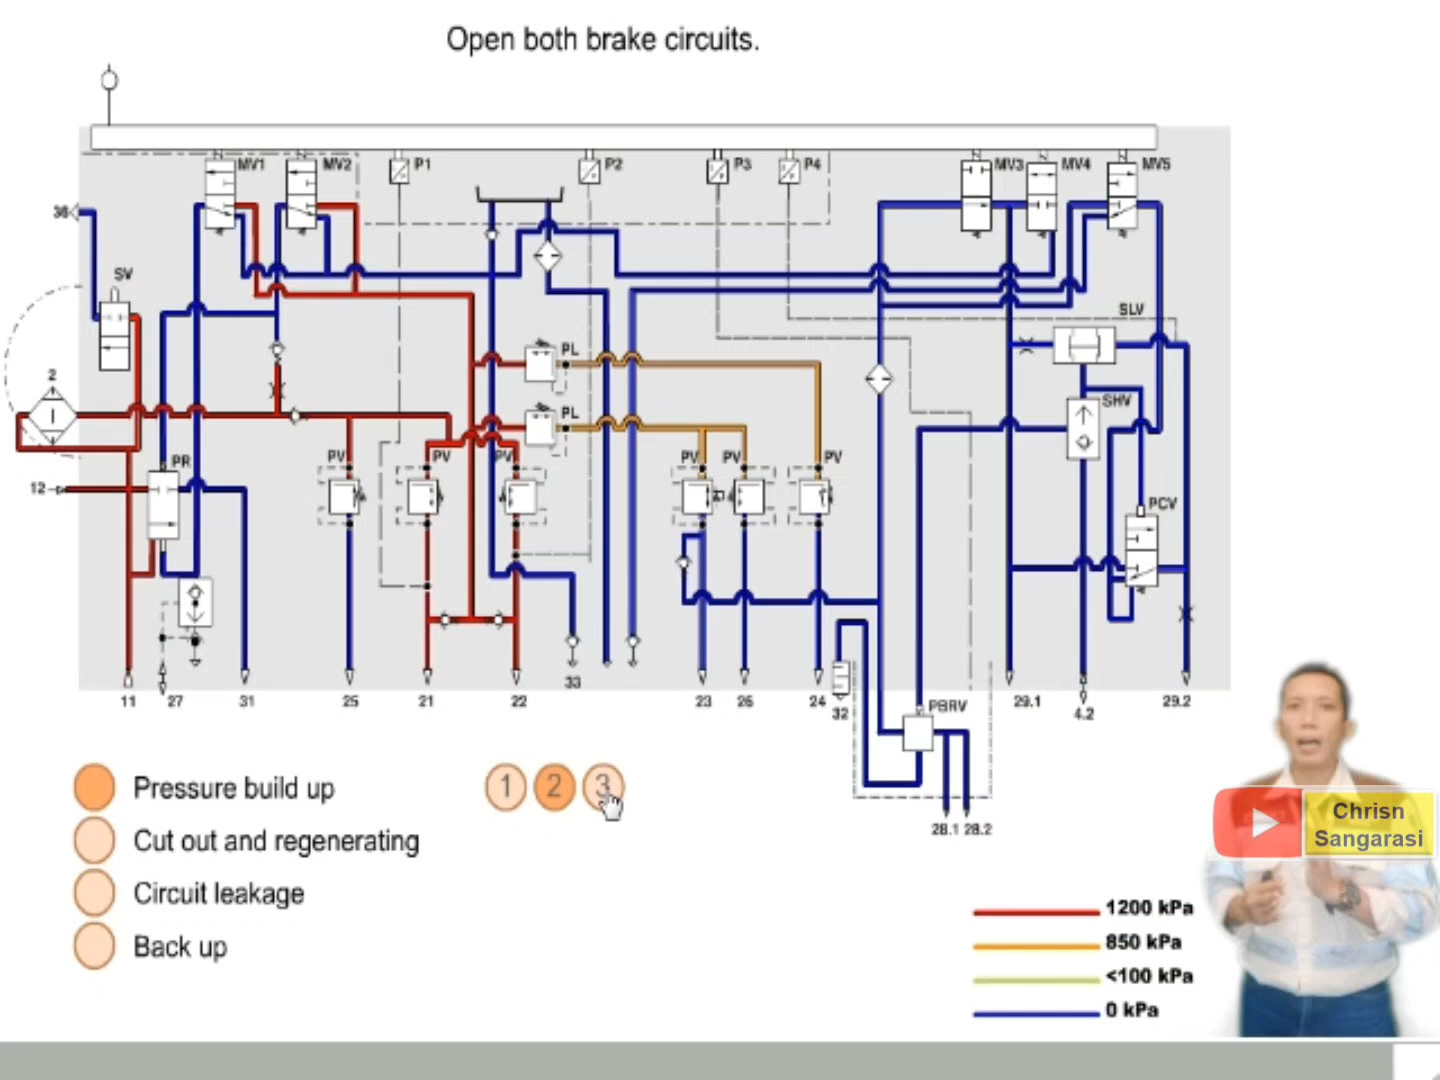 Open both brake circuits.
MV1
MV2
P1
P2
P3
P4
MV3
MV4
MV5
36
SV
SLV
2
PL
PL
SHV
PR
PV
PV
PV
PV
PV
PV
12
PCV
11
27
31
25
21
22
33
23
26
24
32
PBRV
29.1
4.2
29.2
28.1 28.2
Pressure build up
1 2 3
Cut out and regenerating
Circuit leakage
Back up
Chrisn
Sangarasi
1200 kPa
850 kPa
<100 kPa
0 kPa